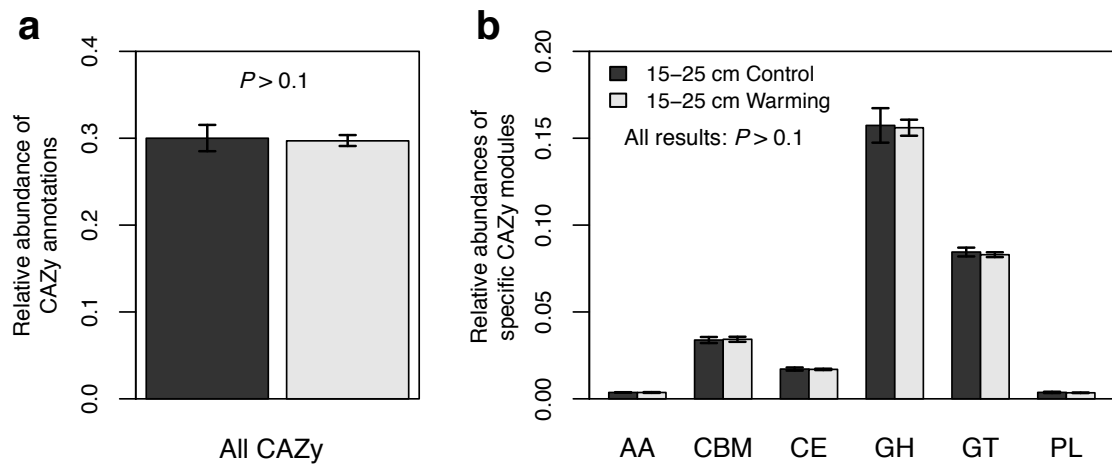 a
Relative abundance of
CAZy annotations
0.0
0.1
0.2
0.3
0.4
P > 0.1
All CAZy
b
Relative abundances of
specific CAZy modules
0.00
0.05
0.10
0.15
0.20
15−25 cm Control
15−25 cm Warming
All results: P > 0.1
AA CBM CE GH GT PL